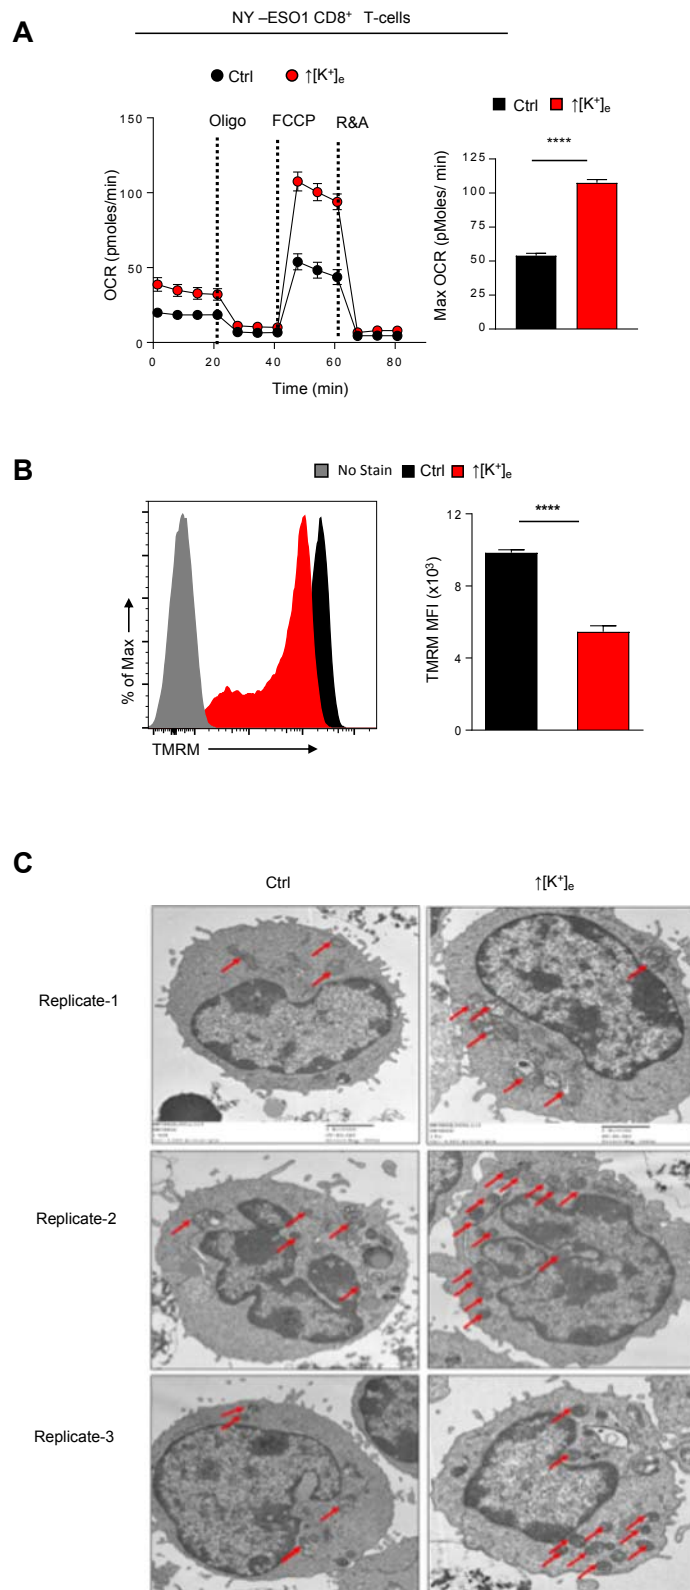 A
NY –ESO1 CD8⁺ T-cells
Ctrl ↑[K⁺]ₑ
Ctrl ↑[K⁺]ₑ
Oligo FCCP R&A
OCR (pmoles/min)
150
100
50
0
0 20 40 60 80
Time (min)
****
Max OCR (pMoles/ min)
125
100
75
50
25
0
B
No Stain Ctrl ↑[K⁺]ₑ
% of Max
TMRM
****
TMRM MFI (x10³)
12
8
4
0
C
Ctrl ↑[K⁺]ₑ
Replicate-1
Replicate-2
Replicate-3